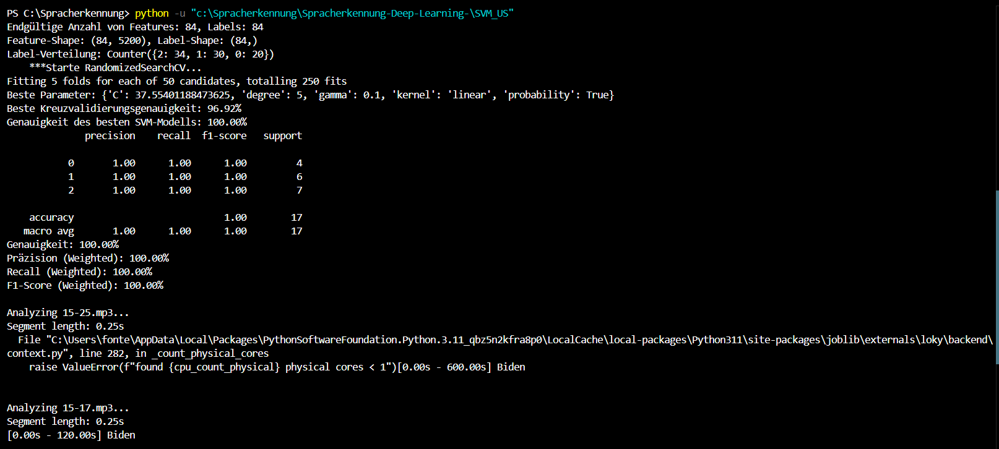 PS C:\Spracherkennung> python -u "c:\Spracherkennung\Spracherkennung-Deep-Learning-\SVM_US"
Endgültige Anzahl von Features: 84, Labels: 84
Feature-Shape: (84, 5200), Label-Shape: (84,)
Label-Verteilung: Counter({2: 34, 1: 30, 0: 20})
    ***Starte RandomizedSearchCV...
Fitting 5 folds for each of 50 candidates, totalling 250 fits
Beste Parameter: {'C': 37.55401188473625, 'degree': 5, 'gamma': 0.1, 'kernel': 'linear', 'probability': True}
Beste Kreuzvalidierungsgenauigkeit: 96.92%
Genauigkeit des besten SVM-Modells: 100.00%
              precision    recall  f1-score   support

           0       1.00      1.00      1.00         4
           1       1.00      1.00      1.00         6
           2       1.00      1.00      1.00         7

    accuracy                           1.00        17
   macro avg       1.00      1.00      1.00        17
Genauigkeit: 100.00%
Präzision (Weighted): 100.00%
Recall (Weighted): 100.00%
F1-Score (Weighted): 100.00%

Analyzing 15-25.mp3...
Segment length: 0.25s
  File "C:\Users\fonte\AppData\Local\Packages\PythonSoftwareFoundation.Python.3.11_qbz5n2kfra8p0\LocalCache\local-packages\Python311\site-packages\joblib\externals\loky\backend\
context.py", line 282, in _count_physical_cores
    raise ValueError(f"found {cpu_count_physical} physical cores < 1")[0.00s - 600.00s] Biden


Analyzing 15-17.mp3...
Segment length: 0.25s
[0.00s - 120.00s] Biden